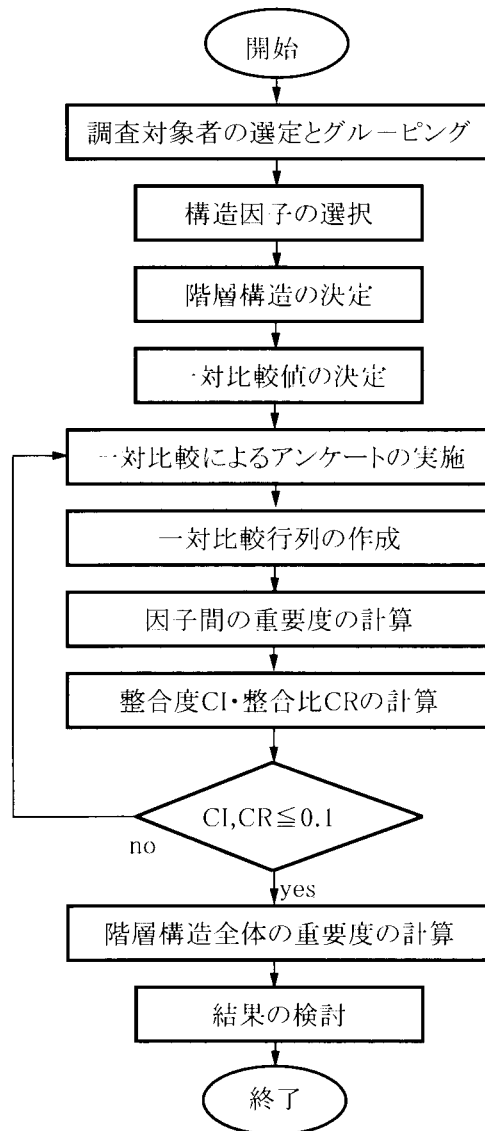 開始
調査対象者の選定とグルーピング
構造因子の選択
階層構造の決定
一対比較値の決定
一対比較によるアンケートの実施
一対比較行列の作成
因子間の重要度の計算
整合度CI・整合比CRの計算
CI,CR≦0.1
no
yes
階層構造全体の重要度の計算
結果の検討
終了